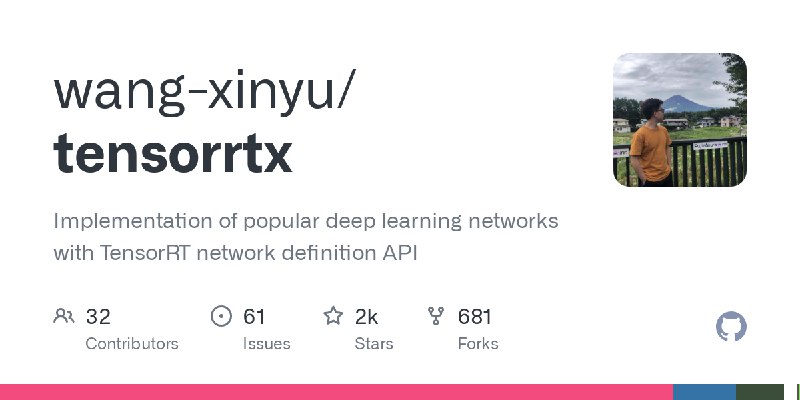 wang-xinyu/
tensorrtx
Implementation of popular deep learning networks
with TensorRT network definition API
32
Contributors
61
Issues
2k
Stars
681
Forks